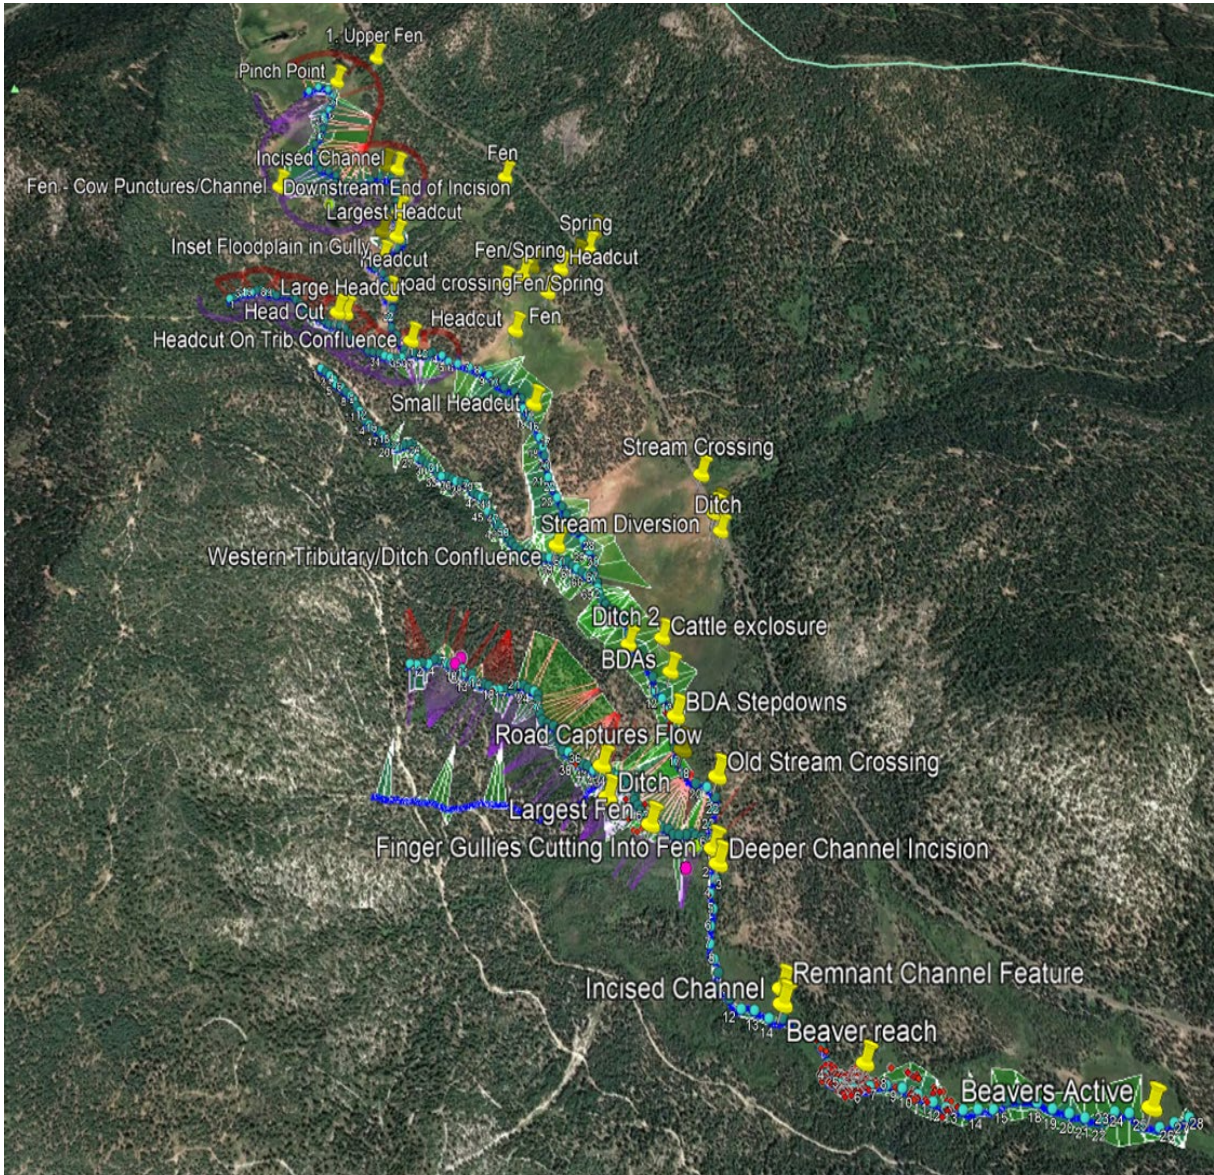 1. Upper Fen
Pinch Point
Incised Channel
Fen
Fen - Cow Punctures/Channel
Downstream End of Incision
Largest Headcut
Spring
Inset Floodplain in Gully
Headcut
Fen/Spring
Headcut
Large Headcut
oad crossing
Fen/Spring
Head Cut
Headcut
Fen
Headcut On Trib Confluence
Small Headcut
Stream Crossing
Ditch
Stream Diversion
Western Tributary/Ditch Confluence
Ditch 2
Cattle exclosure
BDAs
BDA Stepdowns
Road Captures Flow
Old Stream Crossing
Ditch
Largest Fen
Finger Gullies Cutting Into Fen
Deeper Channel Incision
Remnant Channel Feature
Incised Channel
12 13 14
Beaver reach
Beavers Active